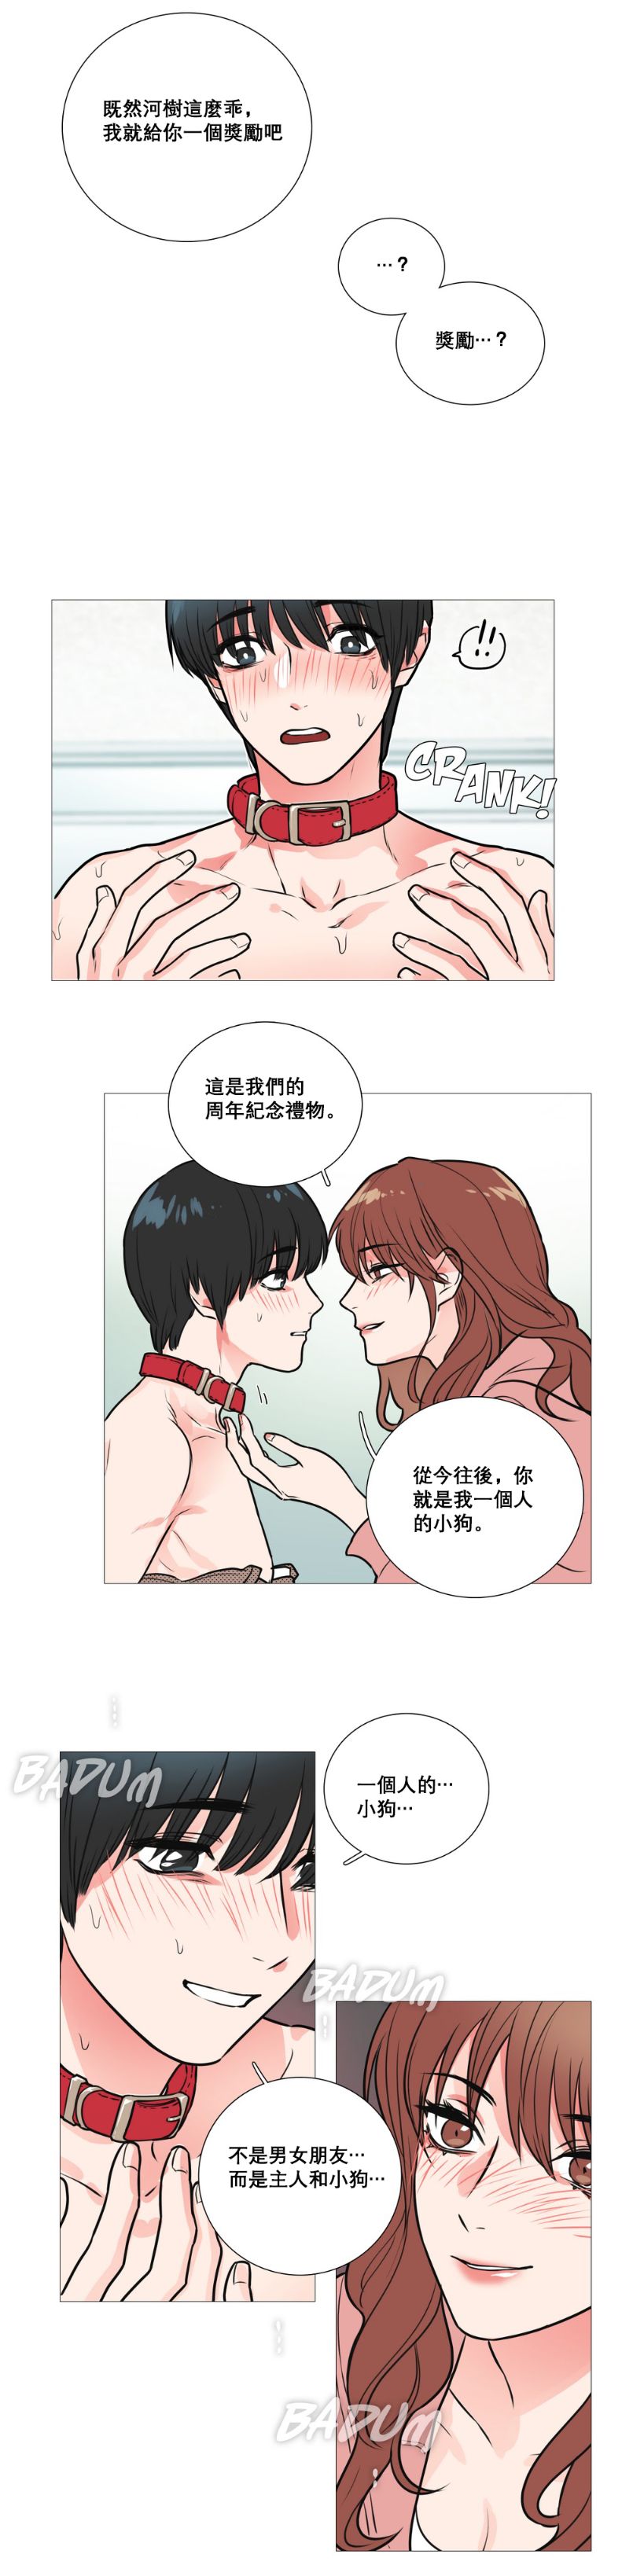 既然河樹這麼乖，
我就給你一個獎勵吧
…？
獎勵…？
!!
CRANK!
這是我們的
周年紀念禮物。
從今往後，你
就是我一個人
的小狗。
BADUM
一個人的…
小狗…
BADUM
不是男女朋友…
而是主人和小狗…
BADUM